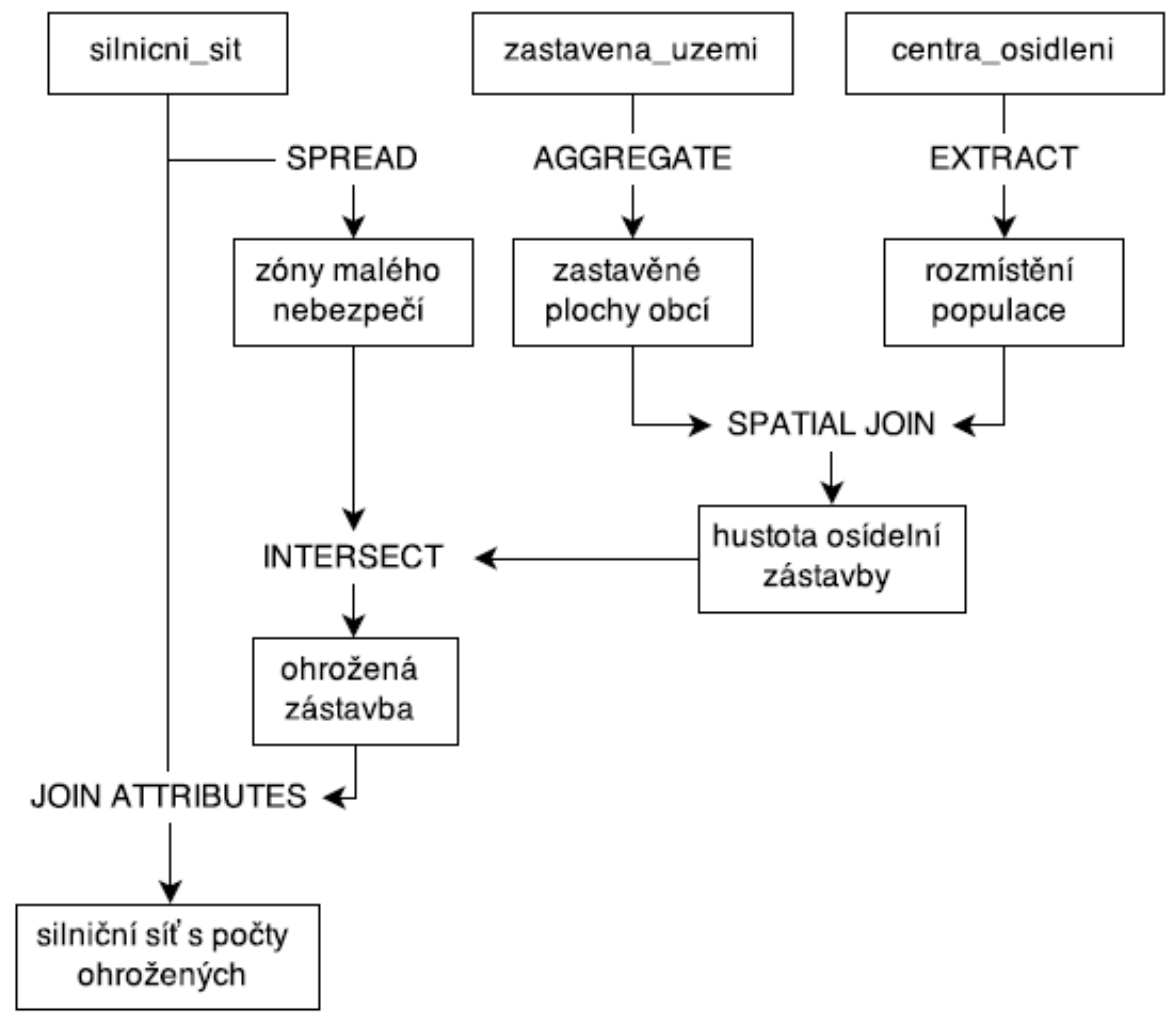 silnicni_sit
zastavena_uzemi
centra_osidleni
SPREAD
AGGREGATE
EXTRACT
zóny malého
nebezpečí
zastavěné
plochy obcí
rozmístění
populace
SPATIAL JOIN
hustota osídelní
zástavby
INTERSECT
ohrožená
zástavba
JOIN ATTRIBUTES
silniční síť s počty
ohrožených